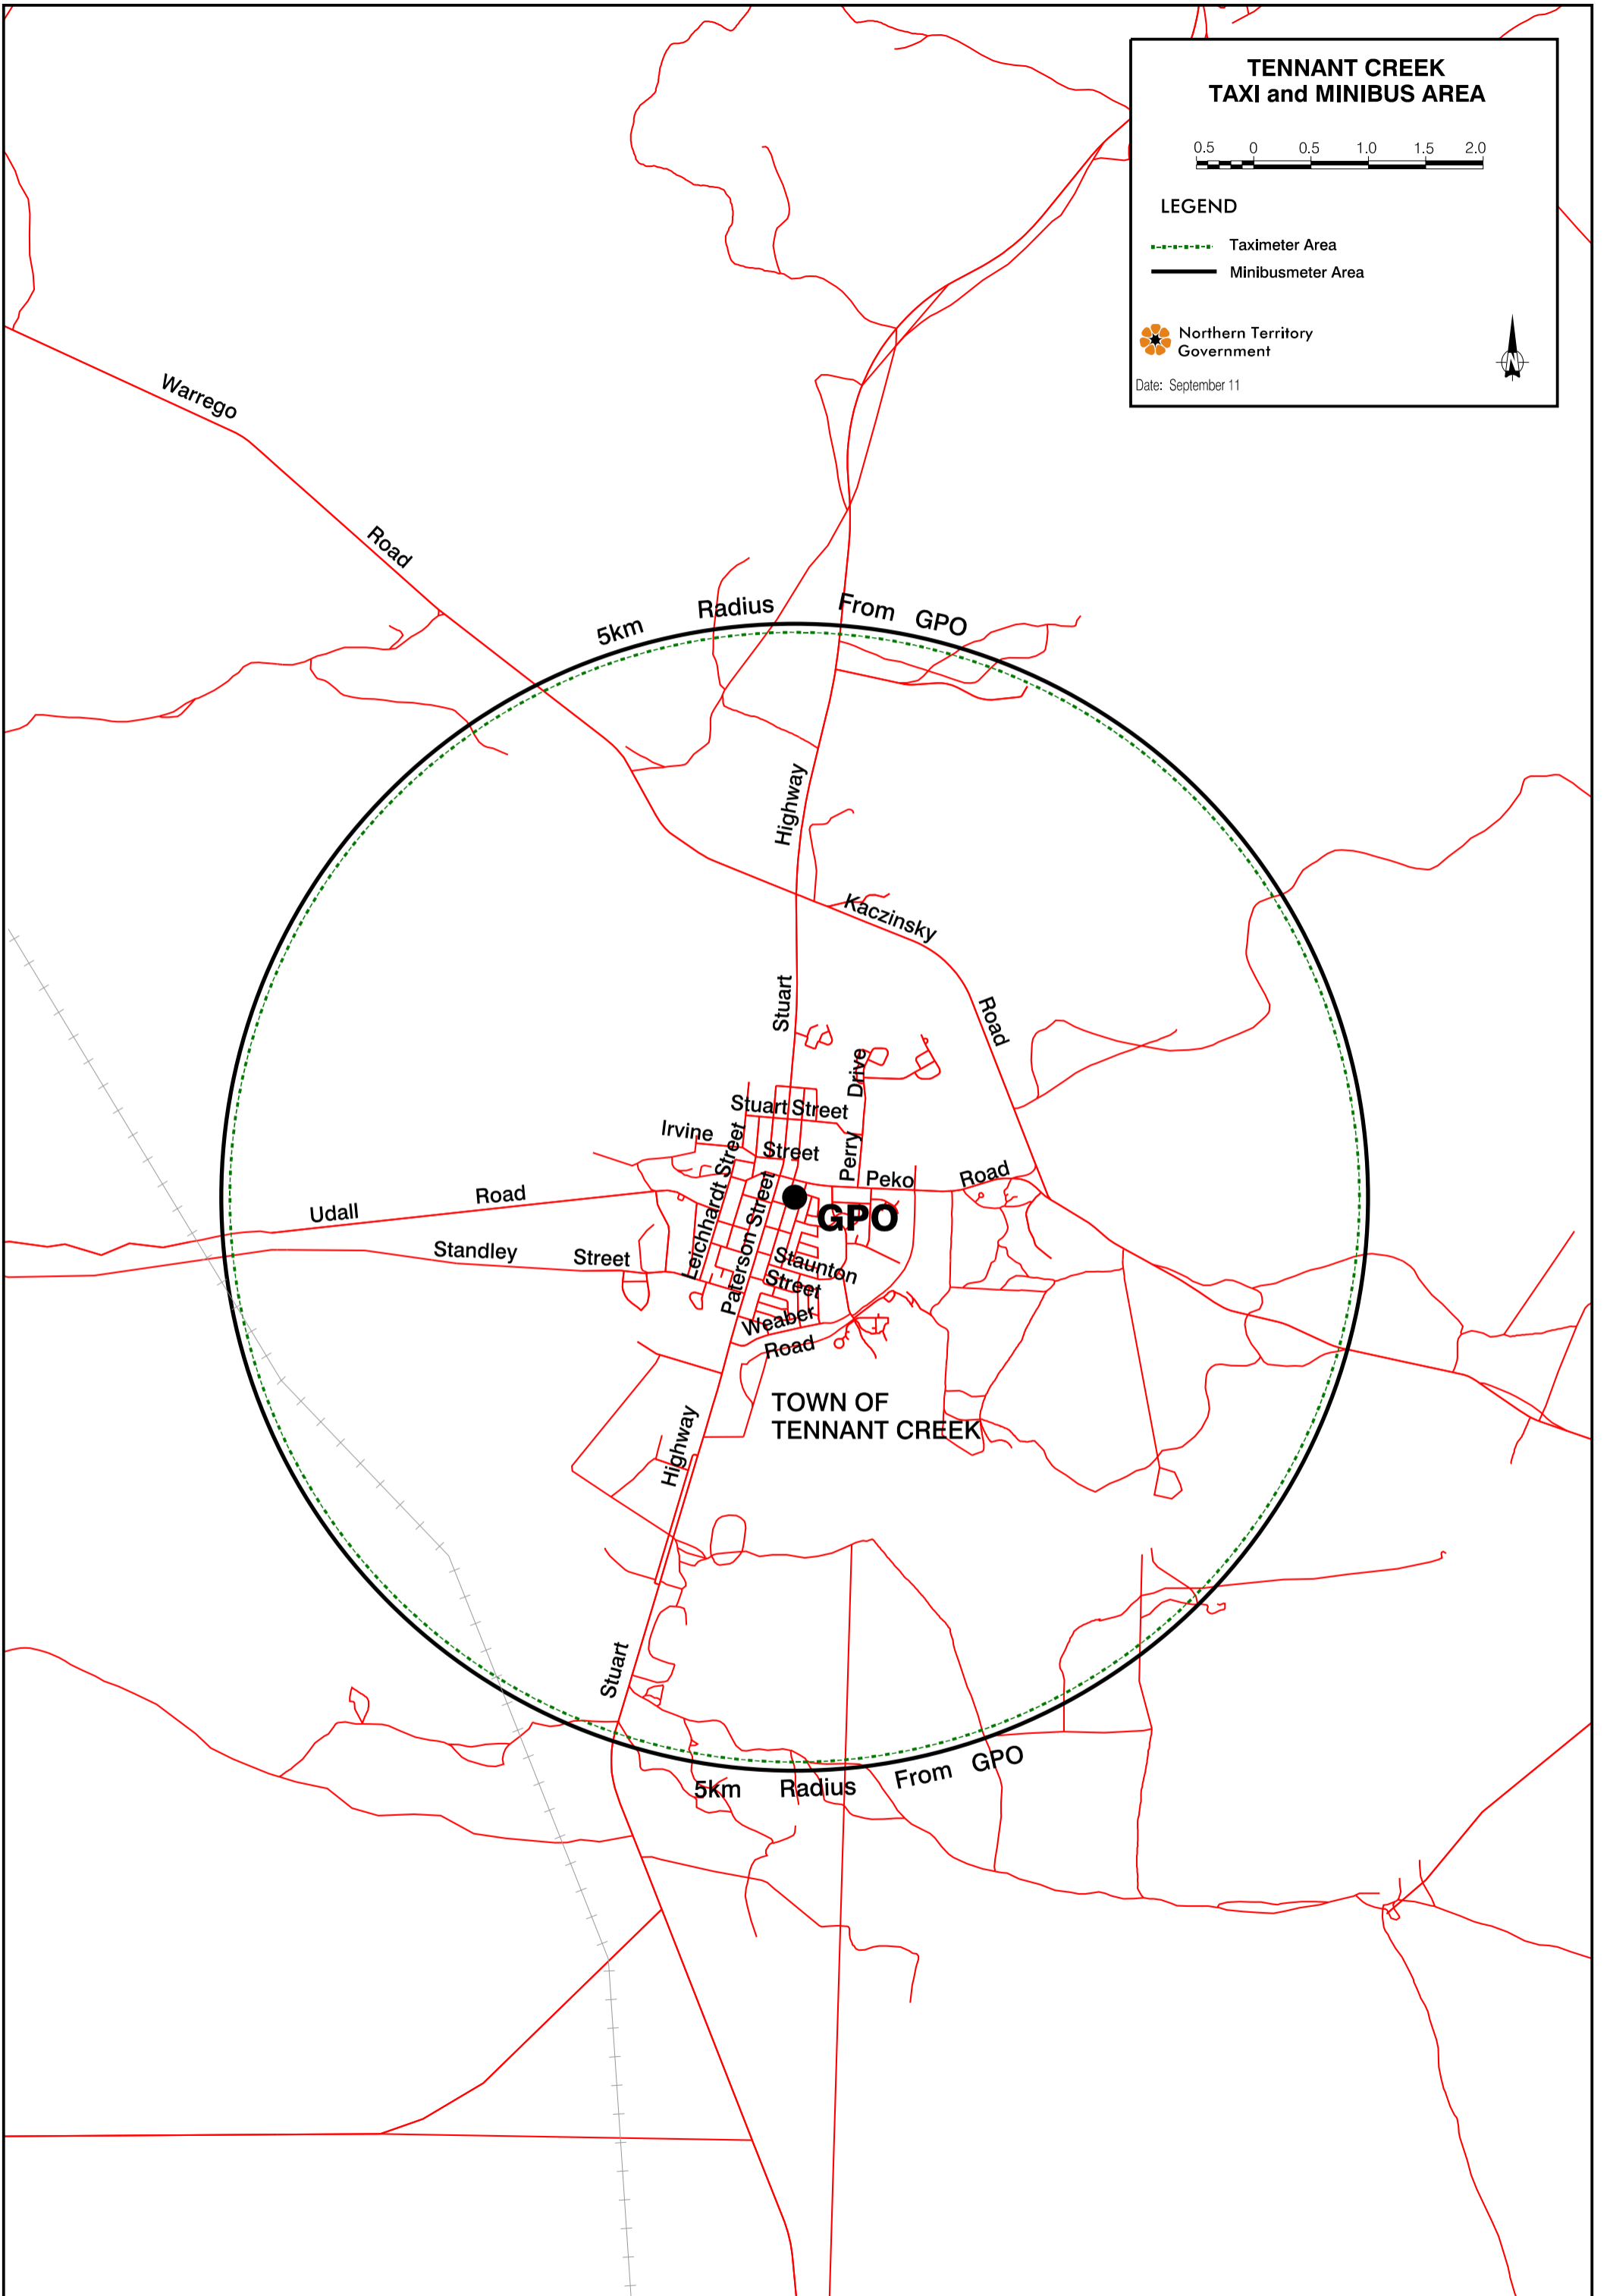 TENNANT CREEK
TAXI and MINIBUS AREA
0.5 0 0.5 1.0 1.5 2.0
LEGEND
Taximeter Area
Minibusmeter Area
Northern Territory
Government
Date: September 11
Warrego
Road
5km Radius From GPO
Highway
Kaczinsky
Road
Stuart
Drive
Perry
Stuart Street
Irvine
Street
Leichhardt Street
Paterson Street
Peko Road
GPO
Udall Road
Standley Street
Staunton
Street
Weaber
Road
TOWN OF
TENNANT CREEK
Highway
Stuart
5km Radius From GPO